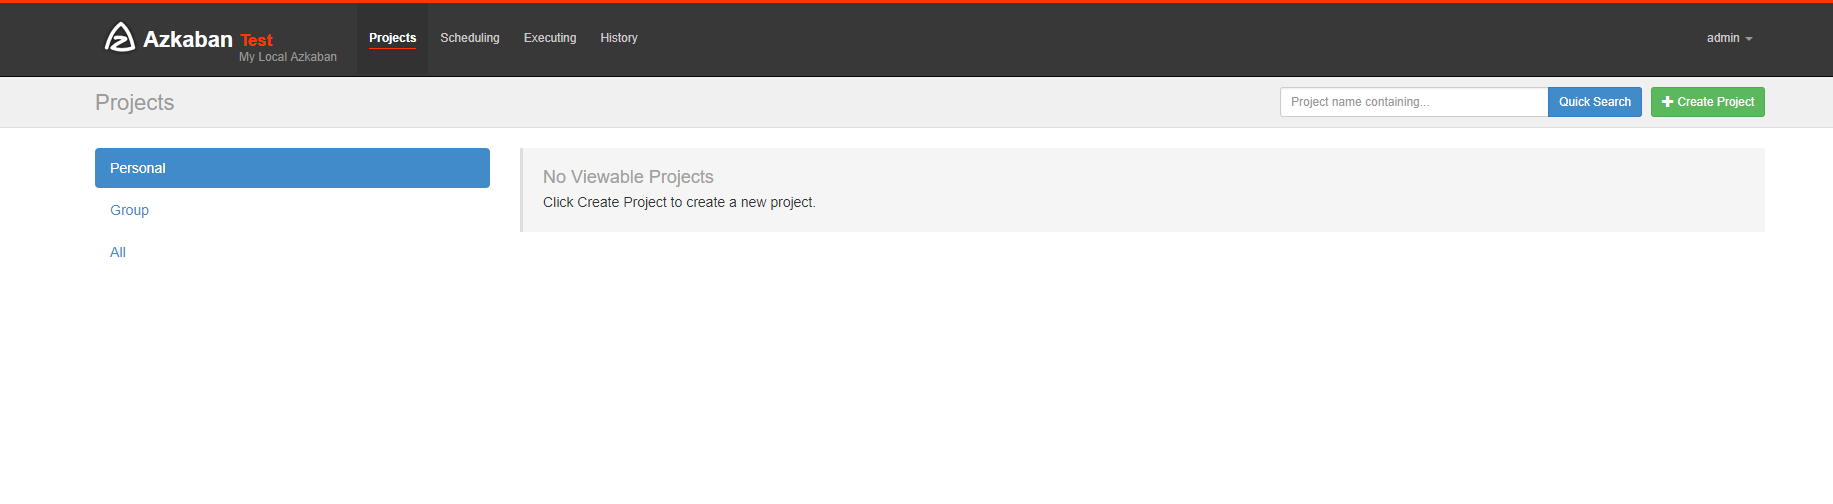 Azkaban Test
My Local Azkaban
Projects Scheduling Executing History
admin
Projects
Project name containing...
Quick Search
Create Project
Personal
Group
All
No Viewable Projects
Click Create Project to create a new project.